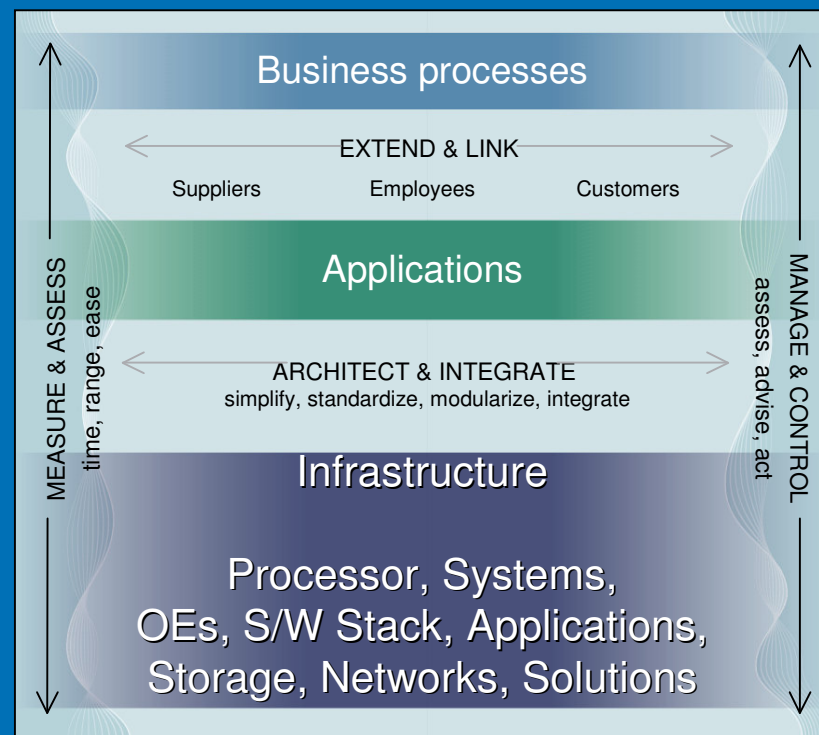 Business processes
EXTEND & LINK
Suppliers Employees Customers
Applications
ARCHITECT & INTEGRATE
simplify, standardize, modularize, integrate
Infrastructure
Processor, Systems,
OEs, S/W Stack, Applications,
Storage, Networks, Solutions
MEASURE & ASSESS
time, range, ease
MANAGE & CONTROL
assess, advise, act